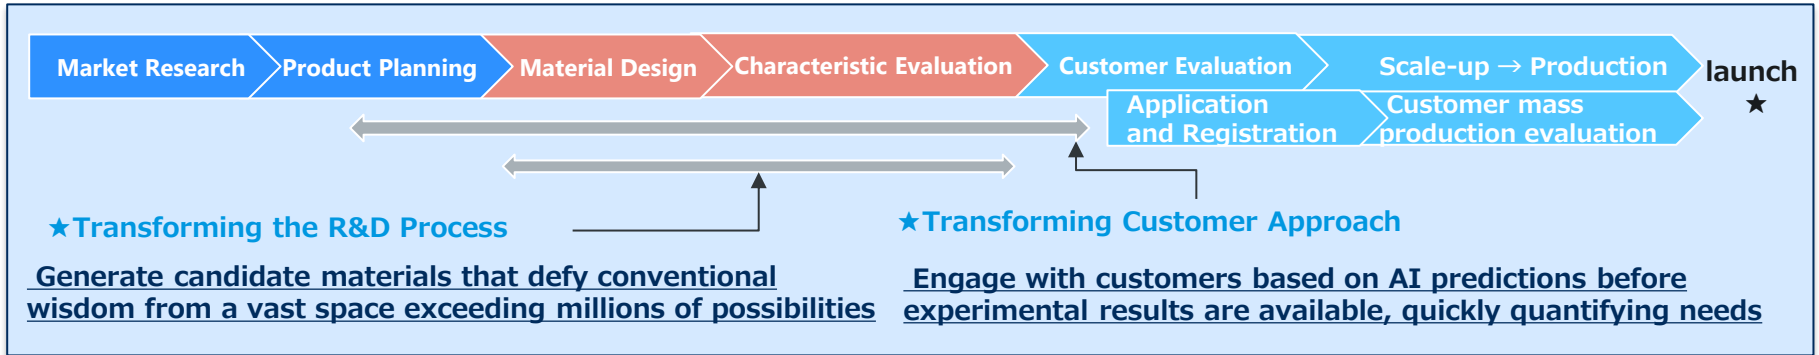 Market Research
Product Planning
Material Design
Characteristic Evaluation
Customer Evaluation
Scale-up → Production
launch
★
Application
and Registration
Customer mass
production evaluation
★Transforming the R&D Process
Generate candidate materials that defy conventional
wisdom from a vast space exceeding millions of possibilities
★Transforming Customer Approach
Engage with customers based on AI predictions before
experimental results are available, quickly quantifying needs